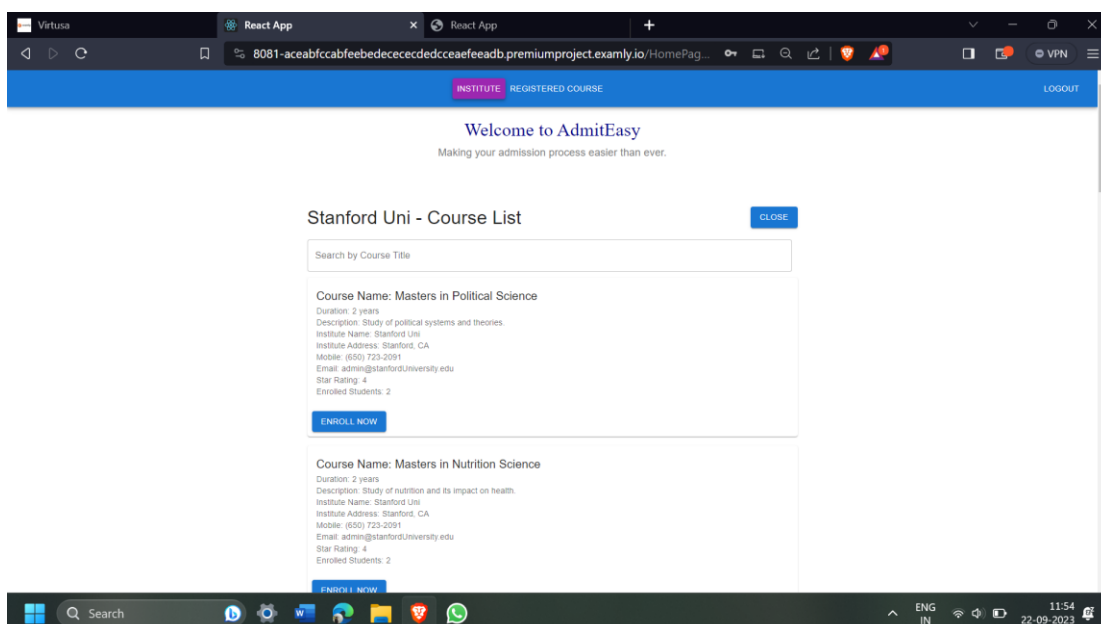 Virtusa
React App
React App
8081-aceabfccabfeebedecececdedcceaefeeadb.premiumproject.examly.io/HomePag...
VPN
INSTITUTE
REGISTERED COURSE
LOGOUT
Welcome to AdmitEasy
Making your admission process easier than ever.
Stanford Uni - Course List
CLOSE
Search by Course Title
Course Name: Masters in Political Science
Duration: 2 years
Description: Study of political systems and theories.
Institute Name: Stanford Uni
Institute Address: Stanford, CA
Mobile: (650) 723-2091
Email: admin@stanfordUniversity.edu
Star Rating: 4
Enrolled Students: 2
ENROLL NOW
Course Name: Masters in Nutrition Science
Duration: 2 years
Description: Study of nutrition and its impact on health.
Institute Name: Stanford Uni
Institute Address: Stanford, CA
Mobile: (650) 723-2091
Email: admin@stanfordUniversity.edu
Star Rating: 4
Enrolled Students: 2
ENROLL NOW
Search
ENG
IN
11:54
22-09-2023